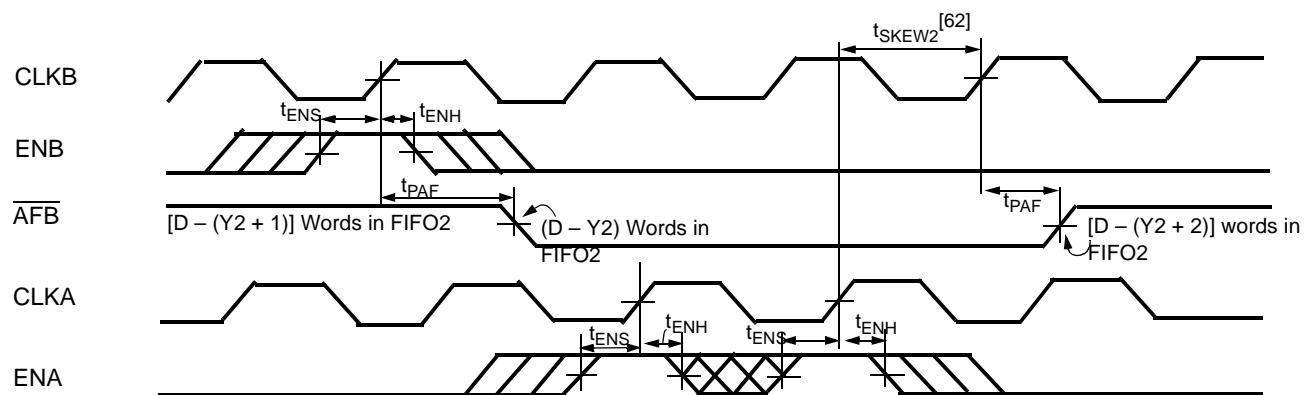 tSKEW2[62]
CLKB
tENS
tENH
ENB
tPAF
AFB
[D – (Y2 + 1)] Words in FIFO2
(D – Y2) Words in
FIFO2
tPAF
[D – (Y2 + 2)] words in
FIFO2
CLKA
tENS
tENH
tENS
tENH
ENA